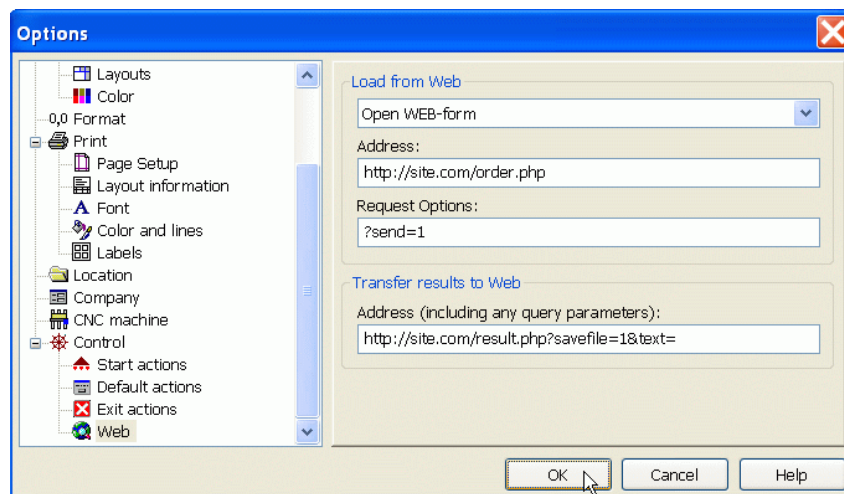 Options
Layouts
Color
0,0 Format
Print
Page Setup
Layout information
A Font
Color and lines
Labels
Location
Company
CNC machine
Control
Start actions
Default actions
Exit actions
Web
Load from Web
Open WEB-form
Address:
http://site.com/order.php
Request Options:
?send=1
Transfer results to Web
Address (including any query parameters):
http://site.com/result.php?savefile=1&text=
OK
Cancel
Help